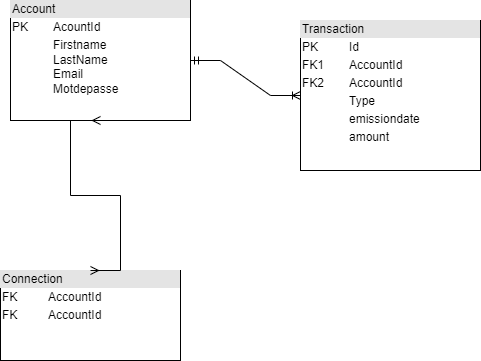 Account
PK AcountId
Firstname
LastName
Email
Motdepasse
Transaction
PK Id
FK1 AccountId
FK2 AccountId
Type
emissiondate
amount
Connection
FK AccountId
FK AccountId